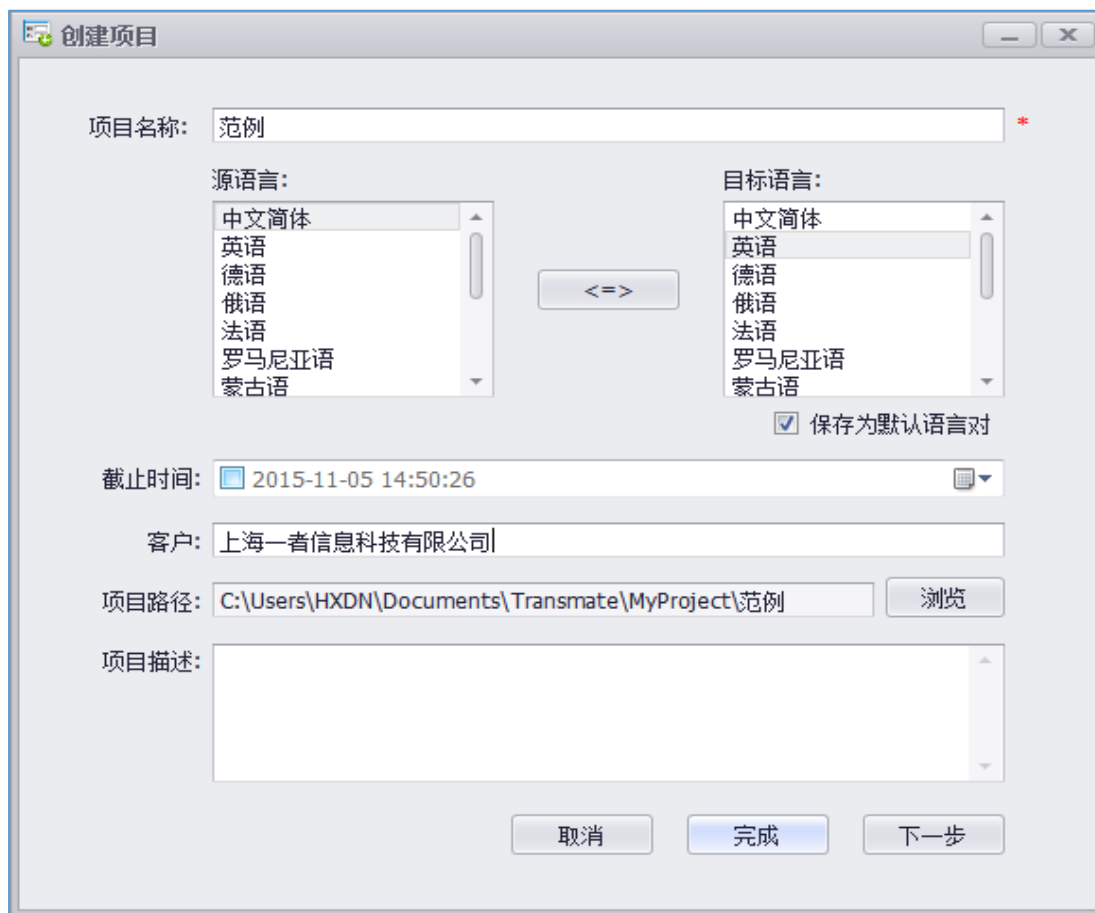 创建项目
项目名称: 范例 *
源语言: 目标语言:
中文简体 中文简体
英语 英语
德语 <=> 德语
俄语 俄语
法语 法语
罗马尼亚语 罗马尼亚语
蒙古语 蒙古语
保存为默认语言对
截止时间: 2015-11-05 14:50:26
客户: 上海一者信息科技有限公司
项目路径: C:\Users\HXDN\Documents\Transmate\MyProject\范例 浏览
项目描述:
取消 完成 下一步